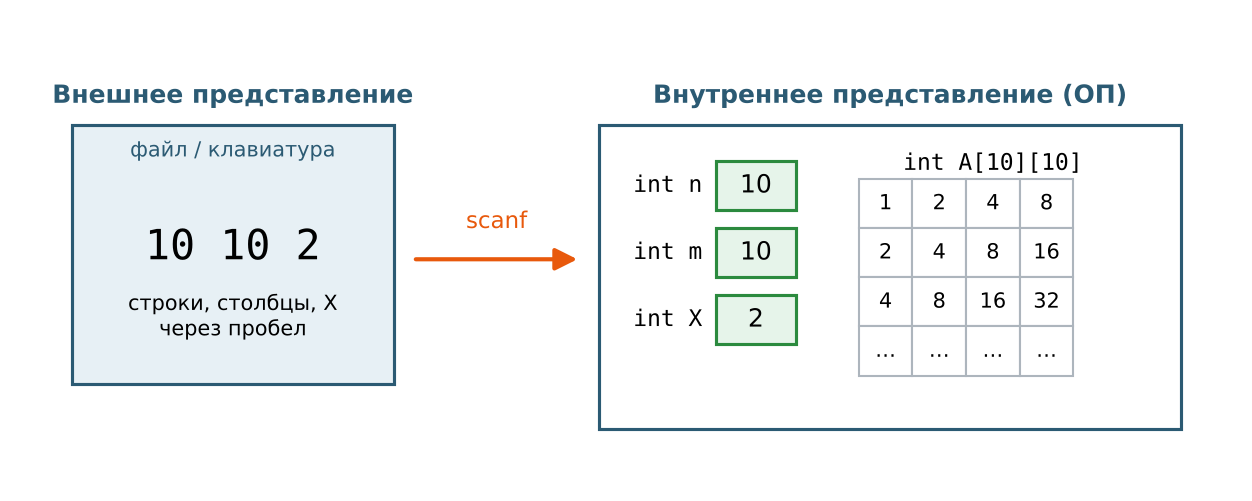 Внешнее представление
файл / клавиатура
10 10 2
строки, столбцы, X
через пробел
scanf
Внутреннее представление (ОП)
int n 10
int m 10
int X 2
int A[10][10]
1 2 4 8
2 4 8 16
4 8 16 32
... ... ... ...